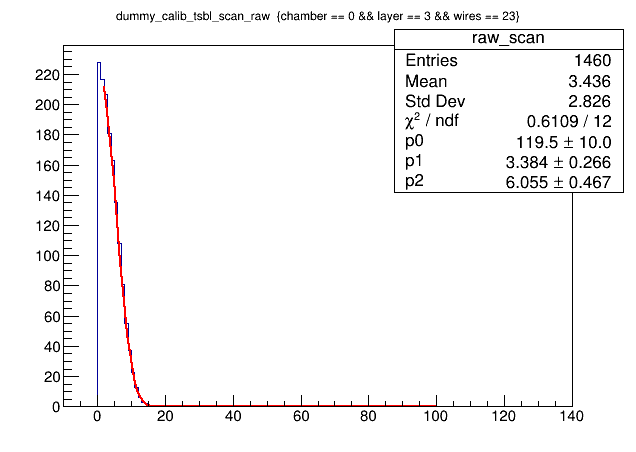 dummy_calib_tsbl_scan_raw {chamber == 0 && layer == 3 && wires == 23}
raw_scan
Entries 1460
Mean 3.436
Std Dev 2.826
χ² / ndf 0.6109 / 12
p0 119.5 ± 10.0
p1 3.384 ± 0.266
p2 6.055 ± 0.467
220
200
180
160
140
120
100
80
60
40
20
0
0 20 40 60 80 100 120 140